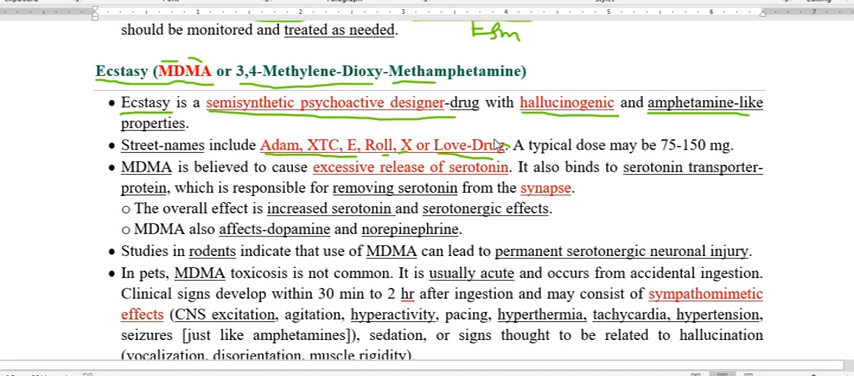 should be monitored and treated as needed.
Ecstasy (MDMA or 3,4-Methylene-Dioxy-Methamphetamine)
• Ecstasy is a semisynthetic psychoactive designer-drug with hallucinogenic and amphetamine-like
properties.
• Street-names include Adam, XTC, E, Roll, X or Love-Drug. A typical dose may be 75-150 mg.
• MDMA is believed to cause excessive release of serotonin. It also binds to serotonin transporter-
protein, which is responsible for removing serotonin from the synapse.
o The overall effect is increased serotonin and serotonergic effects.
o MDMA also affects-dopamine and norepinephrine.
• Studies in rodents indicate that use of MDMA can lead to permanent serotonergic neuronal injury.
• In pets, MDMA toxicosis is not common. It is usually acute and occurs from accidental ingestion.
Clinical signs develop within 30 min to 2 hr after ingestion and may consist of sympathomimetic
effects (CNS excitation, agitation, hyperactivity, pacing, hyperthermia, tachycardia, hypertension,
seizures [just like amphetamines]), sedation, or signs thought to be related to hallucination
(vocalization, disorientation, muscle rigidity).